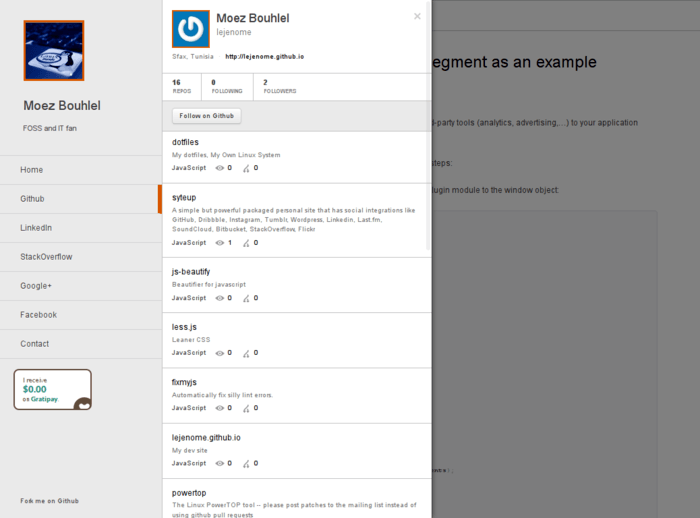 Moez Bouhlel
FOSS and IT fan
Home
Github
LinkedIn
StackOverflow
Google+
Facebook
Contact
I receive
$0.00
on Gratipay.
Fork me on Github
Moez Bouhlel
lejenome
×
Sfax, Tunisia http://lejenome.github.io
16 0 2
REPOS FOLLOWING FOLLOWERS
Follow on Github
dotfiles
My dotfiles, My Own Linux System
JavaScript 0 0
syteup
A simple but powerful packaged personal site that has social integrations like
GitHub, Dribbble, Instagram, Tumblr, Wordpress, Linkedin, Last.fm,
SoundCloud, Bitbucket, StackOverflow, Flickr
JavaScript 1 0
js-beautify
Beautifier for javascript
JavaScript 0 0
less.js
Leaner CSS
JavaScript 0 0
fixmyjs
Automatically fix silly lint errors.
JavaScript 0 0
lejenome.github.io
My dev site
JavaScript 0 0
powertop
The Linux PowerTOP tool -- please post patches to the mailing list instead of
using github pull requests
egment as an example
-party tools (analytics, advertising,...) to your application
steps:
lugin module to the window object: